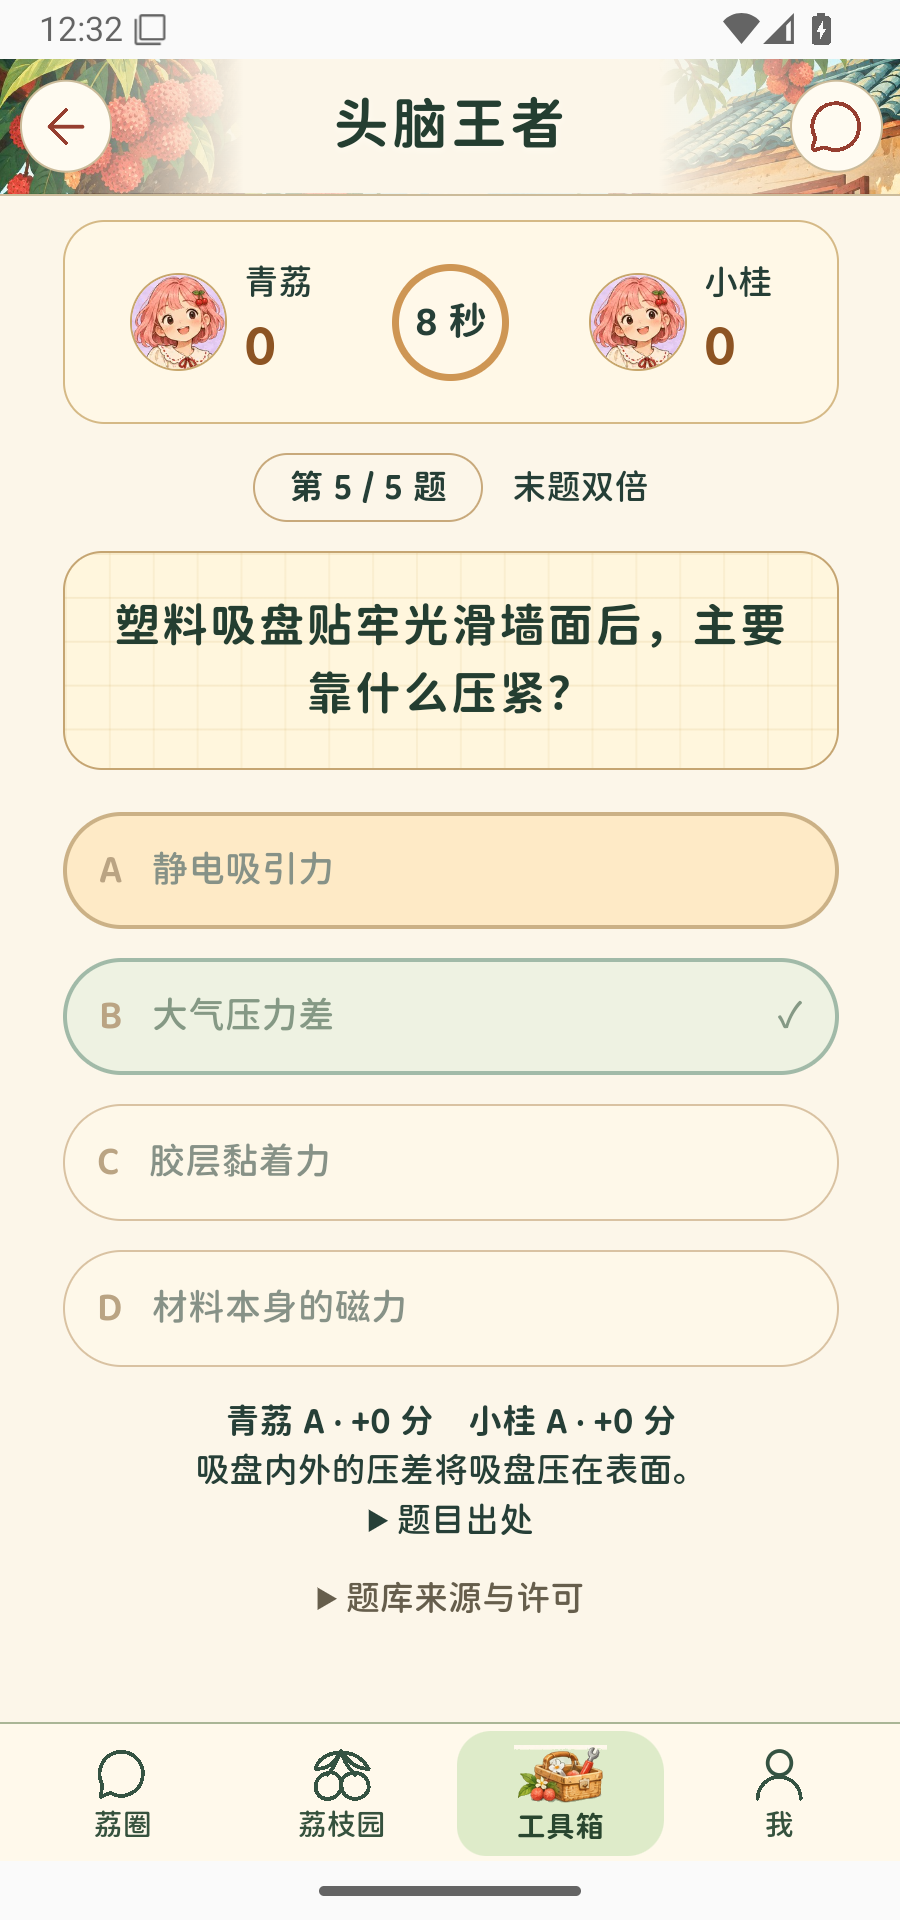 12:32
头脑王者
青荔
0
8 秒
小桂
0
第 5 / 5 题
末题双倍
塑料吸盘贴牢光滑墙面后，主要
靠什么压紧？
A 静电吸引力
B 大气压力差 ✓
C 胶层黏着力
D 材料本身的磁力
青荔 A · +0 分 小桂 A · +0 分
吸盘内外的压差将吸盘压在表面。
▶ 题目出处
▶ 题库来源与许可
荔圈
荔枝园
工具箱
我